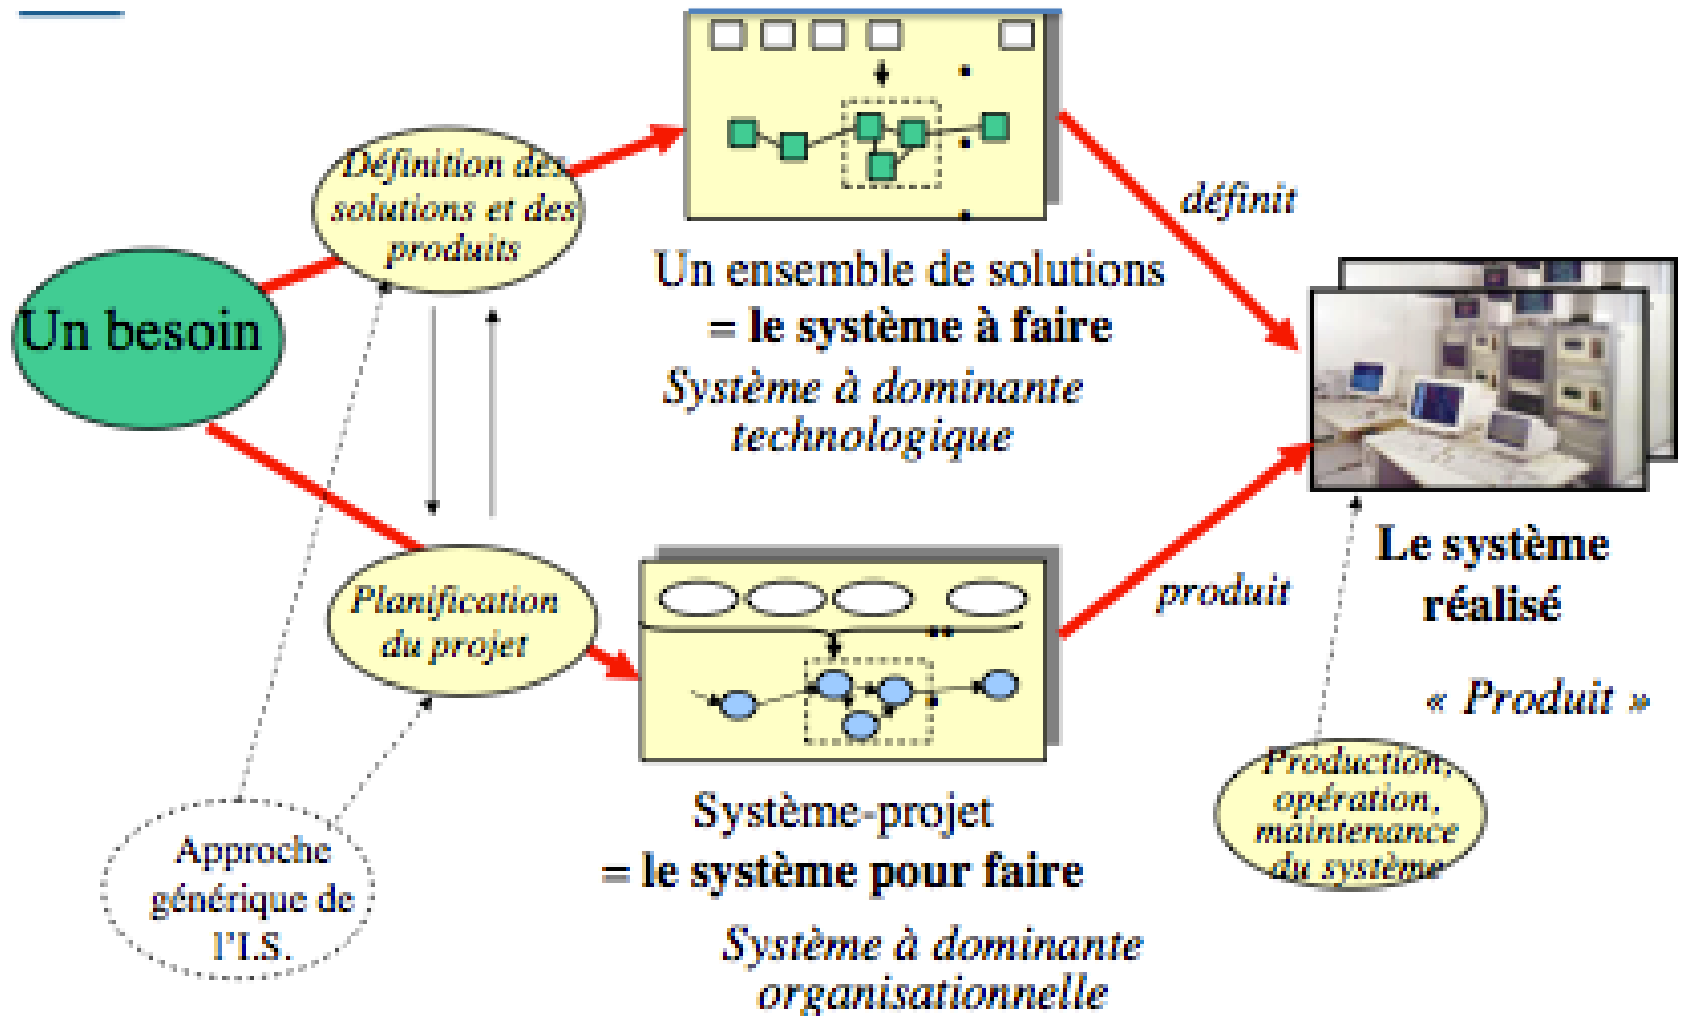 Définition des
solutions et des
produits
Un besoin
définit
Un ensemble de solutions
= le système à faire
Système à dominante
technologique
Planification
du projet
produit
Le système
réalisé
« Produit »
Production,
opération,
maintenance
du système
Approche
générique de
l'I.S.
Système-projet
= le système pour faire
Système à dominante
organisationnelle